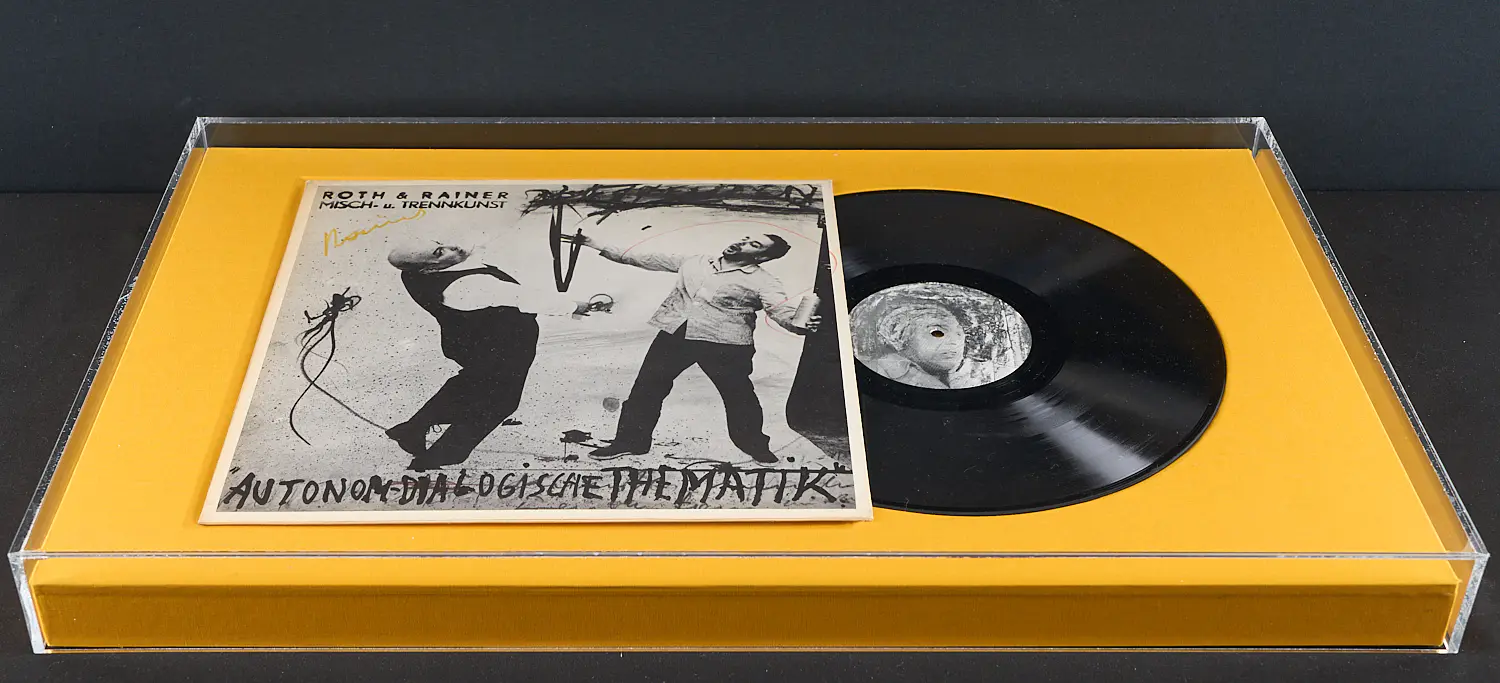 ROTH & RAINER
MISCH- u. TRENNKUNST
"AUTONOM-DIALOGISCHE THEMATIK"